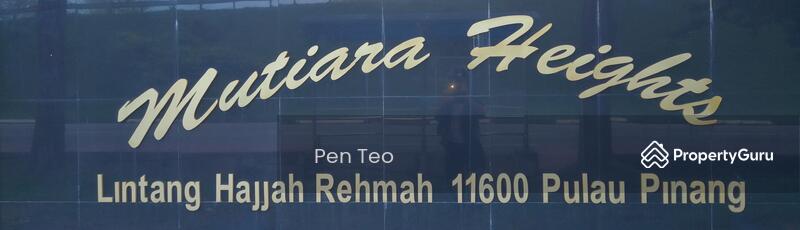 Mutiara Heights
Pen Teo
PropertyGuru
Lintang Hajjah Rehmah 11600 Pulau Pinang